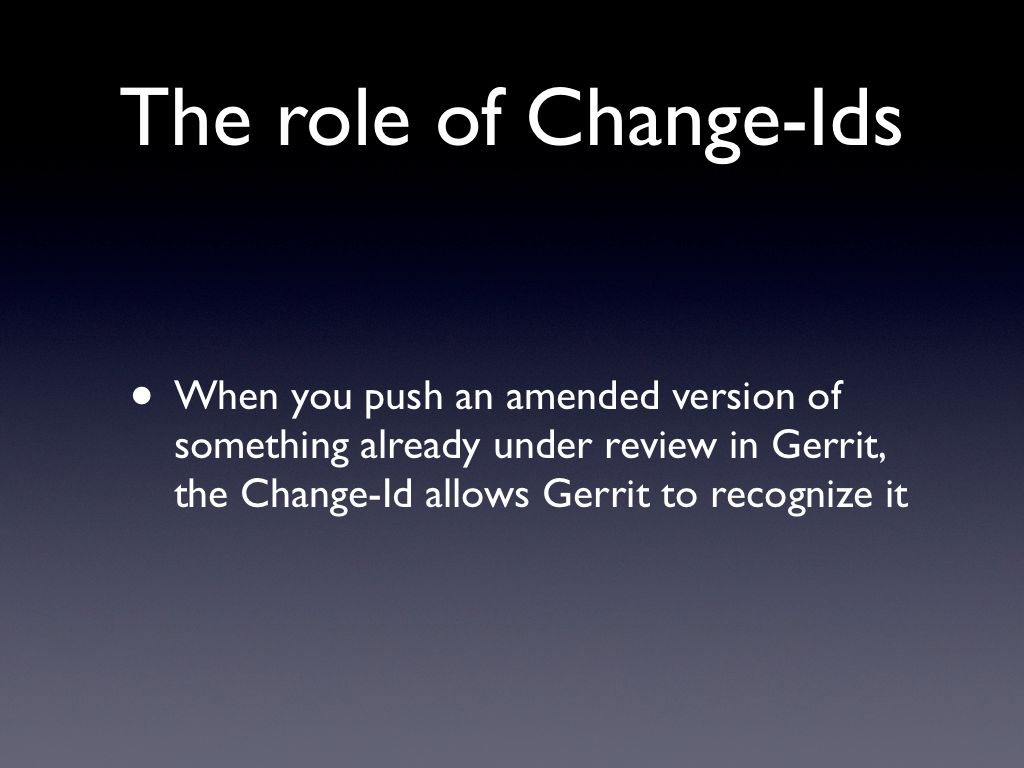 The role of Change-Ids
• When you push an amended version of
something already under review in Gerrit,
the Change-Id allows Gerrit to recognize it